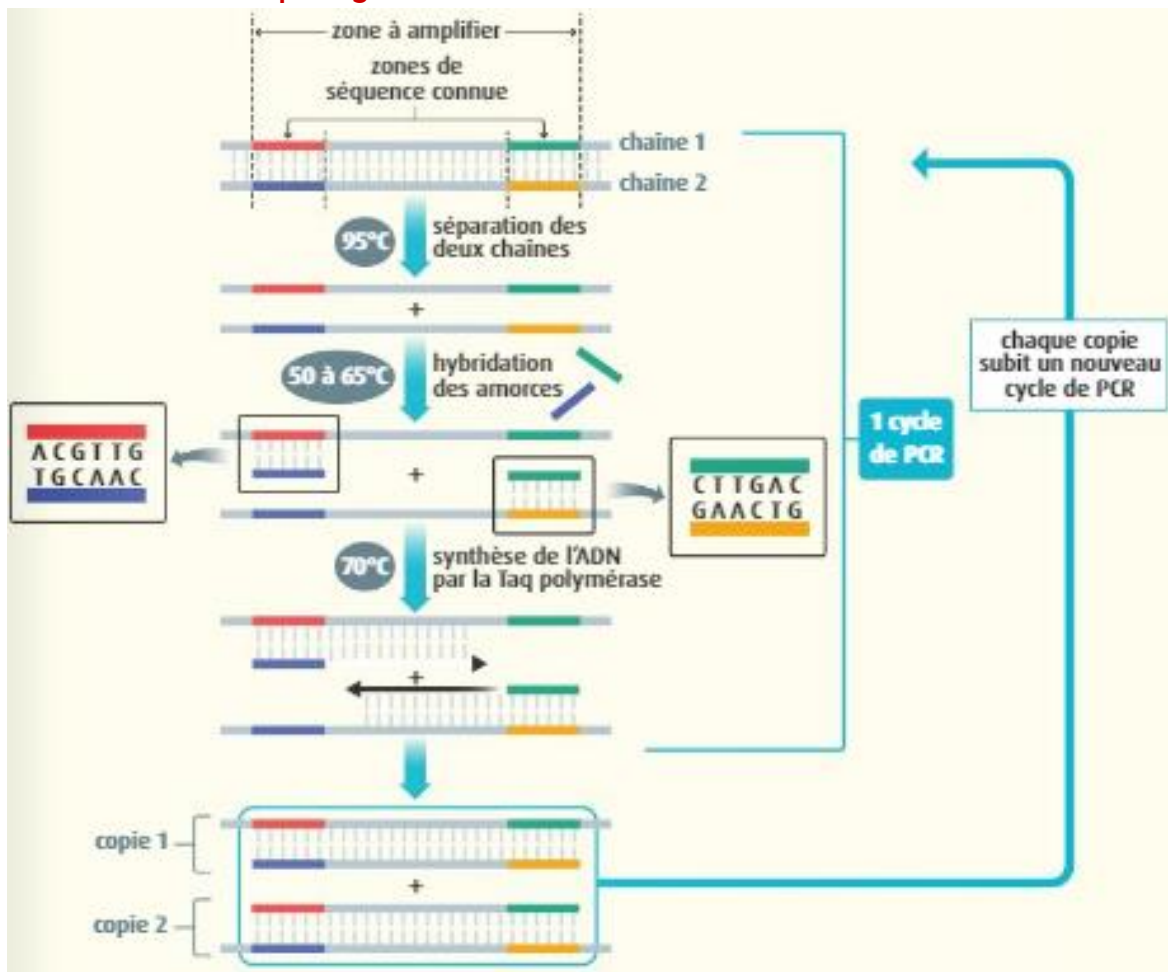 zone à amplifier
zones de
séquence connue
chaîne 1
chaîne 2
95°C
séparation des
deux chaînes
+
50 à 65°C
hybridation
des amorces
+
ACGTTG
TGCAAC
CTTGAC
GAACTG
70°C
synthèse de l'ADN
par la Taq polymérase
+
copie 1
+
copie 2
1 cycle
de PCR
chaque copie
subit un nouveau
cycle de PCR